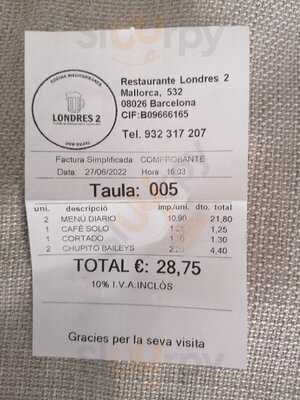 COCINA MEDITERRANEA
LONDRES 2
Restaurante Londres 2
Mallorca, 532
08026 Barcelona
CIF:B09666165
Tel. 932 317 207
Factura Simplificada COMPROBANTE
Data 27/06/2022 Hora 16:03
Taula: 005
uni. descripció imp./uni. dto. total
2 MENÚ DIARIO 10,90 21,80
1 CAFÉ SOLO 1,25
1 CORTADO 1,30
2 CHUPITO BAILEYS 4,40
TOTAL €: 28,75
10% I.V.A.INCLÓS
Gracies per la seva visita